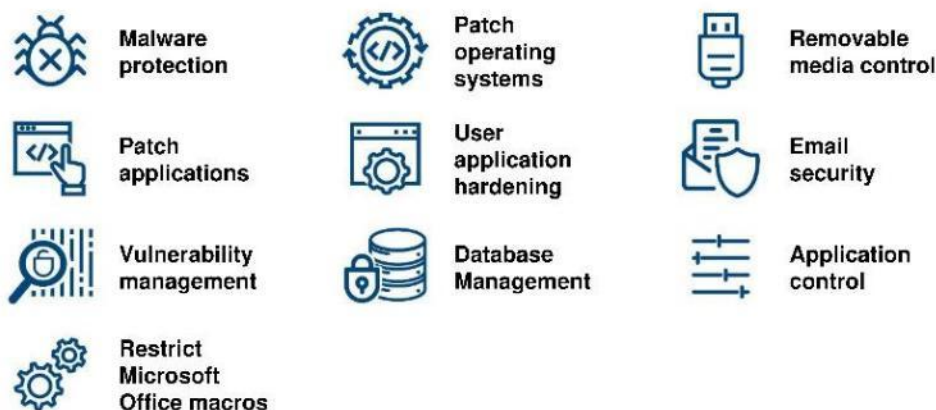 Malware
protection
Patch
operating
systems
Removable
media control
</>
Patch
applications
User
application
hardening
Email
security
Vulnerability
management
Database
Management
Application
control
Restrict
Microsoft
Office macros